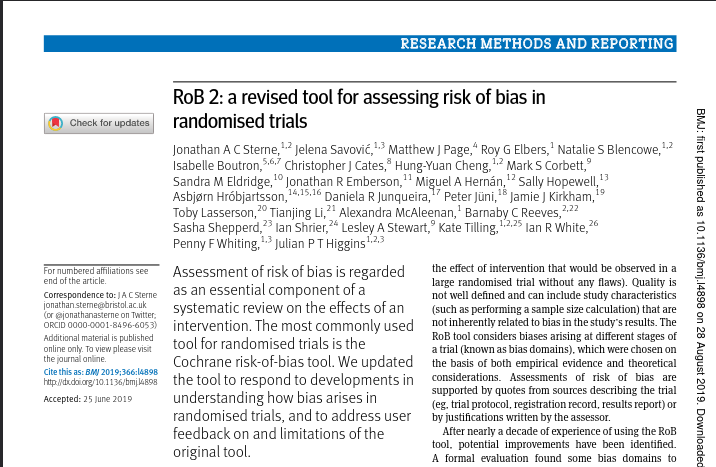 RESEARCH METHODS AND REPORTING
Check for updates
RoB 2: a revised tool for assessing risk of bias in
randomised trials
Jonathan A C Sterne,1,2 Jelena Savović,1,3 Matthew J Page,4 Roy G Elbers,1 Natalie S Blencowe,1,2
Isabelle Boutron,5,6,7 Christopher J Cates,8 Hung-Yuan Cheng,1,2 Mark S Corbett,9
Sandra M Eldridge,10 Jonathan R Emberson,11 Miguel A Hernán,12 Sally Hopewell,13
Asbjørn Hróbjartsson,14,15,16 Daniela R Junqueira,17 Peter Jüni,18 Jamie J Kirkham,19
Toby Lasserson,20 Tianjing Li,21 Alexandra McAleenan,1 Barnaby C Reeves,2,22
Sasha Shepperd,23 Ian Shrier,24 Lesley A Stewart,9 Kate Tilling,1,2,25 Ian R White,26
Penny F Whiting,1,3 Julian P T Higgins1,2,3
For numbered affiliations see
end of the article.
Correspondence to: J A C Sterne
jonathan.sterne@bristol.ac.uk
(or @jonathanasterne on Twitter;
ORCID 0000-0001-8496-6053)
Additional material is published
online only. To view please visit
the journal online.
Cite this as: BMJ 2019;366:l4898
http://dx.doi.org/10.1136/bmj.l4898
Accepted: 25 June 2019
Assessment of risk of bias is regarded
as an essential component of a
systematic review on the effects of an
intervention. The most commonly used
tool for randomised trials is the
Cochrane risk-of-bias tool. We updated
the tool to respond to developments in
understanding how bias arises in
randomised trials, and to address user
feedback on and limitations of the
original tool.
the effect of intervention that would be observed in a
large randomised trial without any flaws). Quality is
not well defined and can include study characteristics
(such as performing a sample size calculation) that are
not inherently related to bias in the study's results. The
RoB tool considers biases arising at different stages of
a trial (known as bias domains), which were chosen on
the basis of both empirical evidence and theoretical
considerations. Assessments of risk of bias are
supported by quotes from sources describing the trial
(eg, trial protocol, registration record, results report) or
by justifications written by the assessor.
After nearly a decade of experience of using the RoB
tool, potential improvements have been identified.
A formal evaluation found some bias domains to
BMJ: first published as 10.1136/bmj.l4898 on 28 August 2019. Downloaded